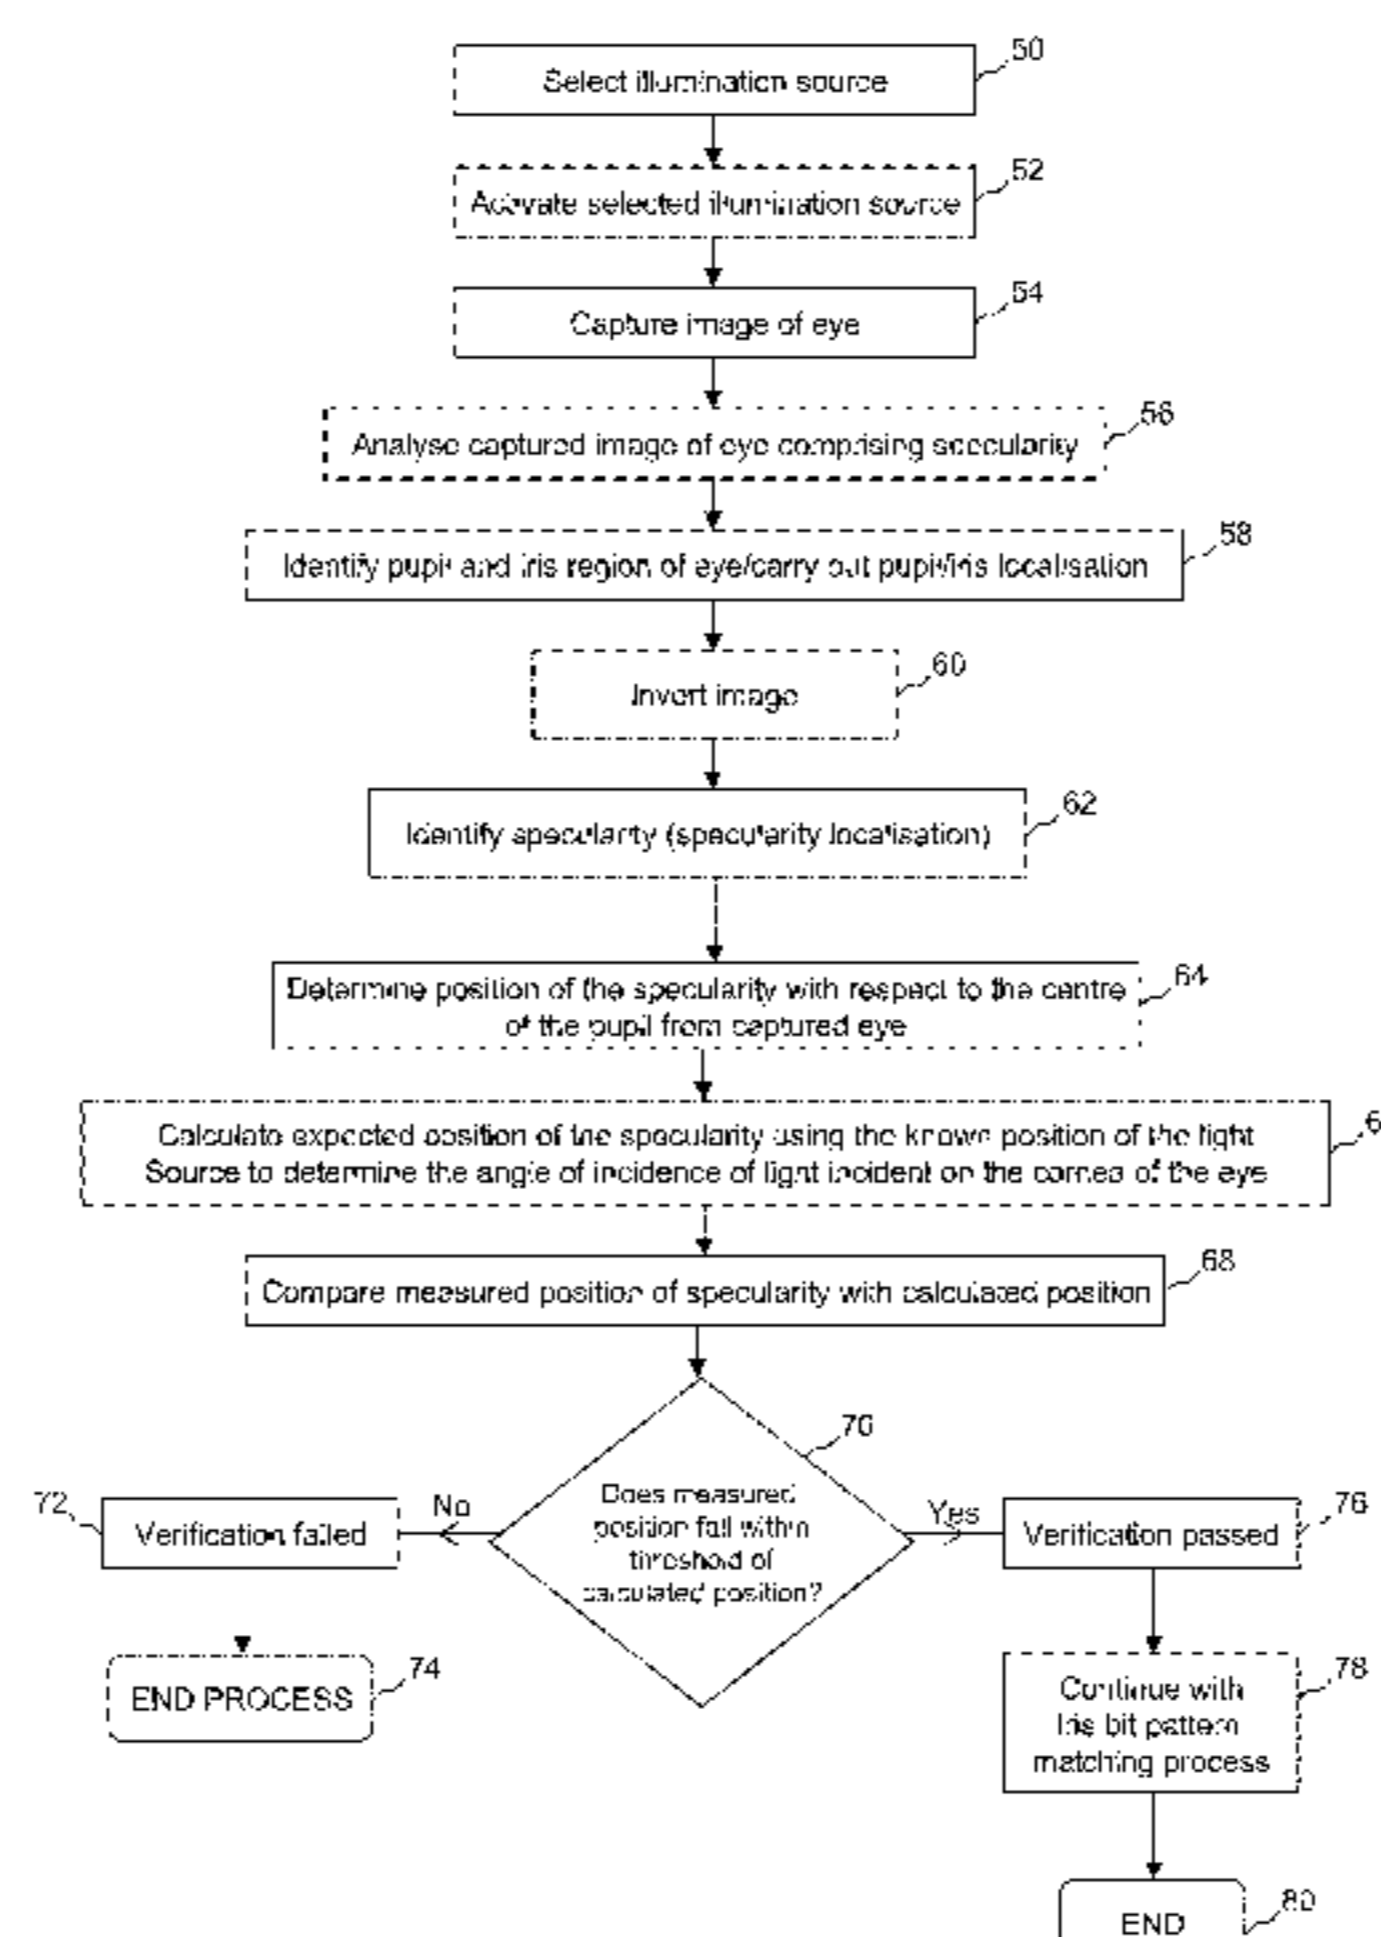 50
Select illumination source
52
Activate selected illumination source
54
Capture image of eye
56
Analyse captured image of eye comprising specularity
58
Identify pupil and iris region of eye/carry out pupil/iris localisation
60
Invert image
62
Identify specularity (specularity localisation)
64
Determine position of the specularity with respect to the centre
of the pupil from captured eye
6
Calculate expected position of the specularity using the known position of the light
Source to determine the angle of incidence of light incident on the cornea of the eye
68
Compare measured position of specularity with calculated position
70
Does measured
position fall within
threshold of
calculated position?
No
Yes
72
Verification failed
76
Verification passed
74
END PROCESS
78
Continue with
Iris bit pattern
matching process
80
END